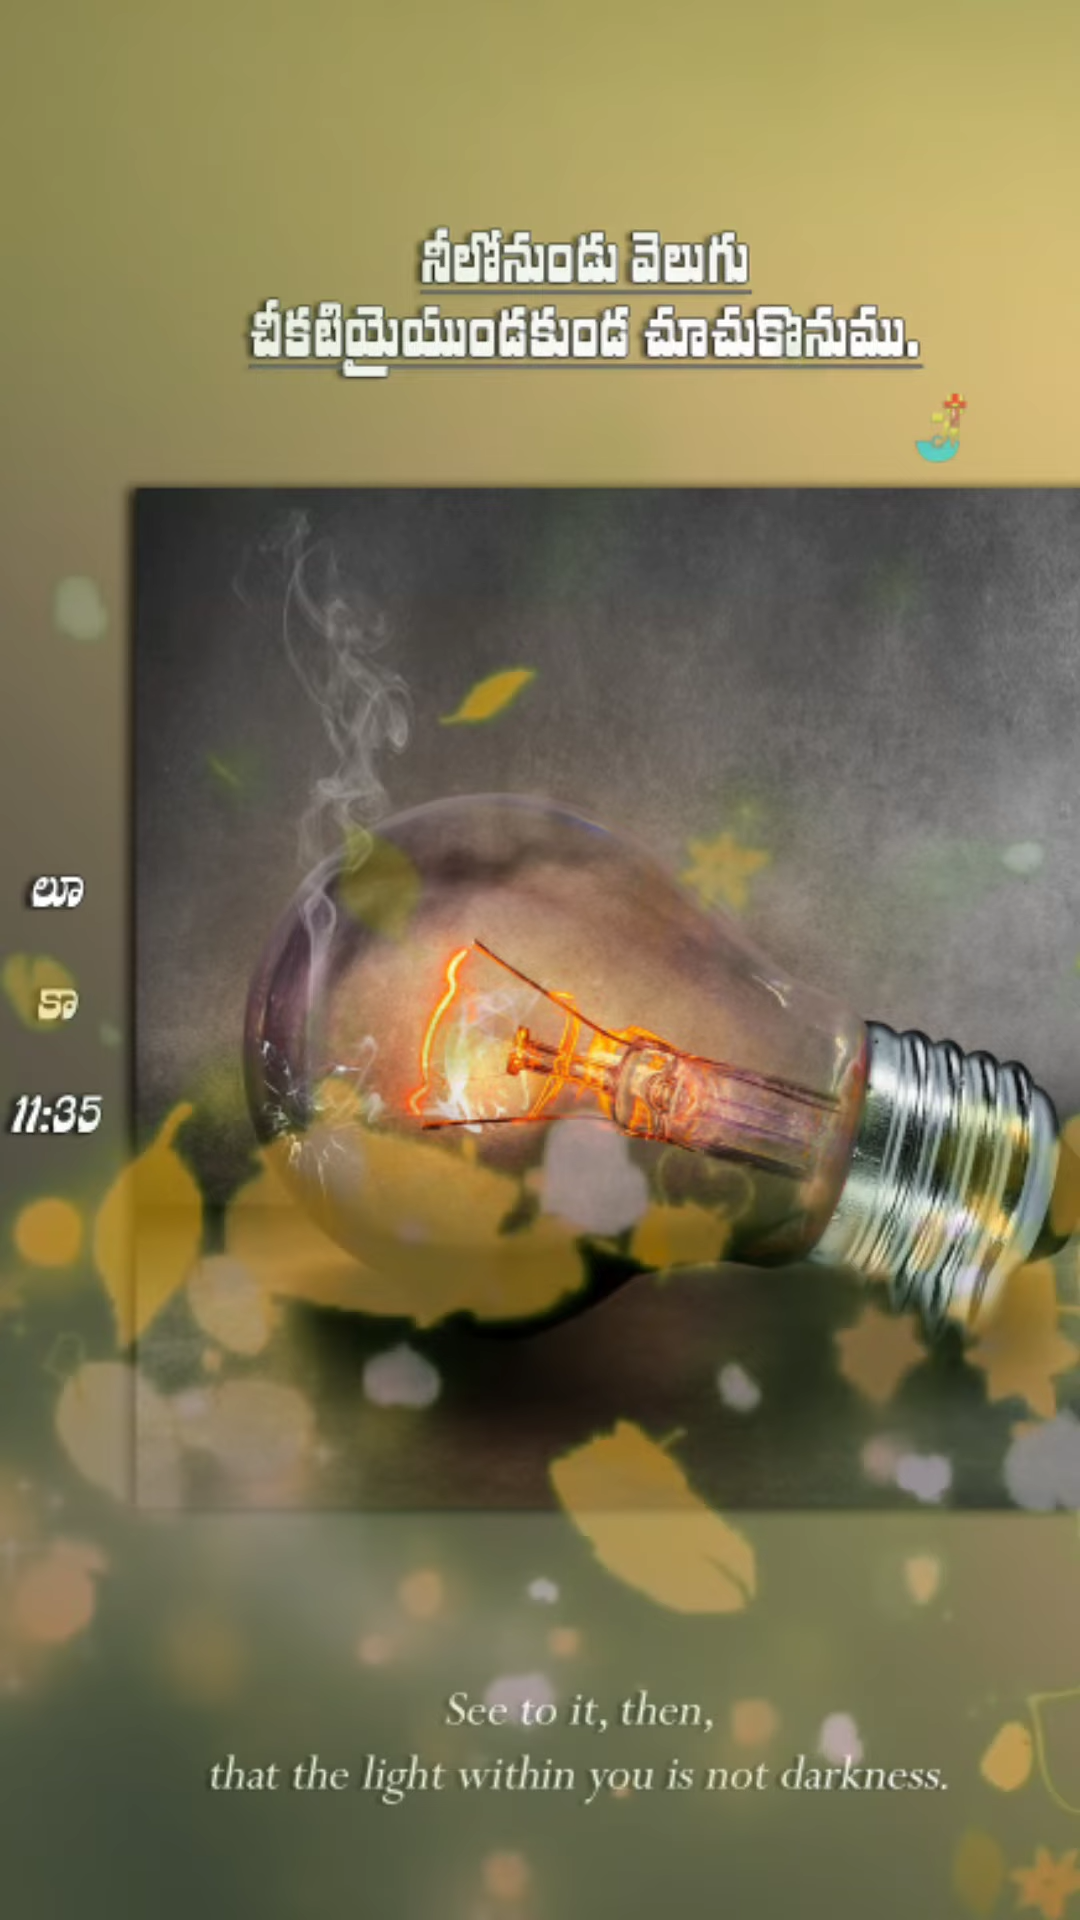 నీలోనుండు వెలుగు
చీకటియైయుండకుండ చూచుకొనుము.
లూ
కా
11:35
See to it, then,
that the light within you is not darkness.